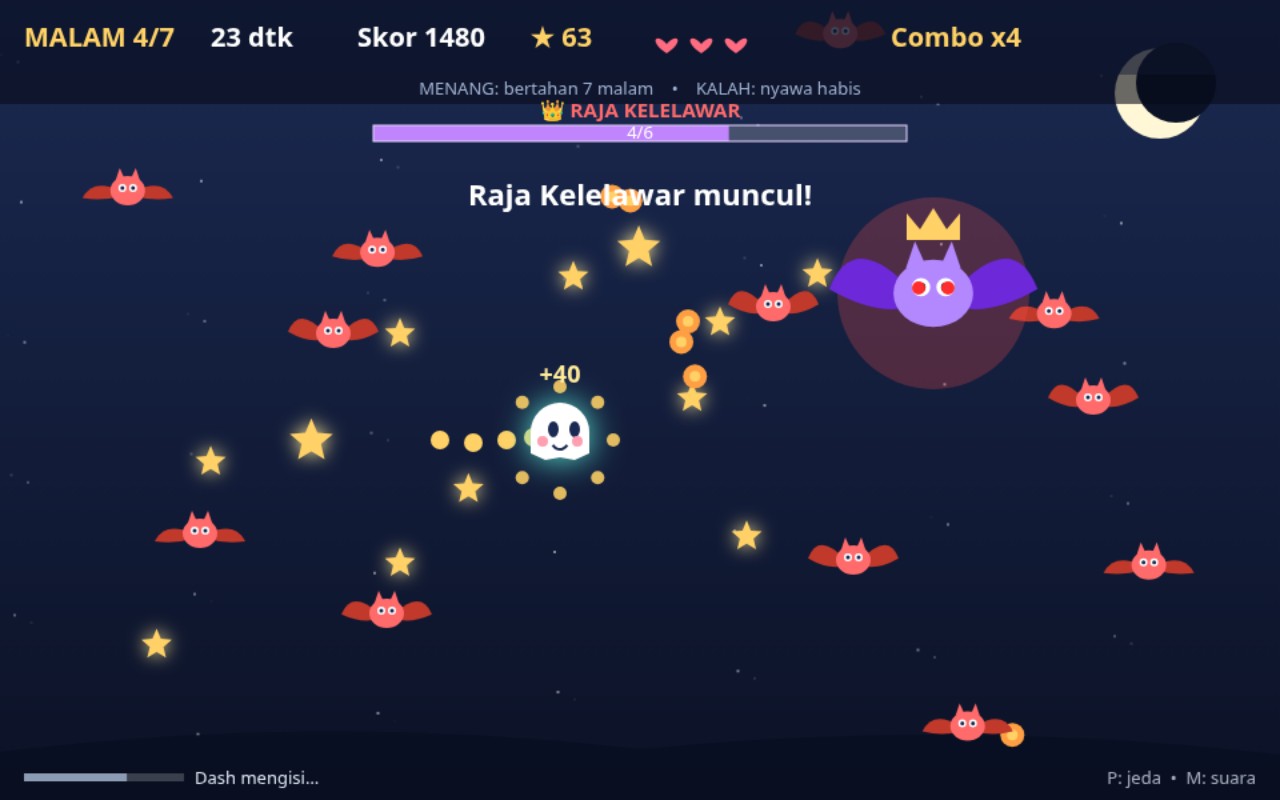 MALAM 4/7 23 dtk Skor 1480 ★ 63 Combo x4
MENANG: bertahan 7 malam • KALAH: nyawa habis
👑 RAJA KELELAWAR
4/6
Raja Kelelawar muncul!
+40
Dash mengisi...
P: jeda • M: suara